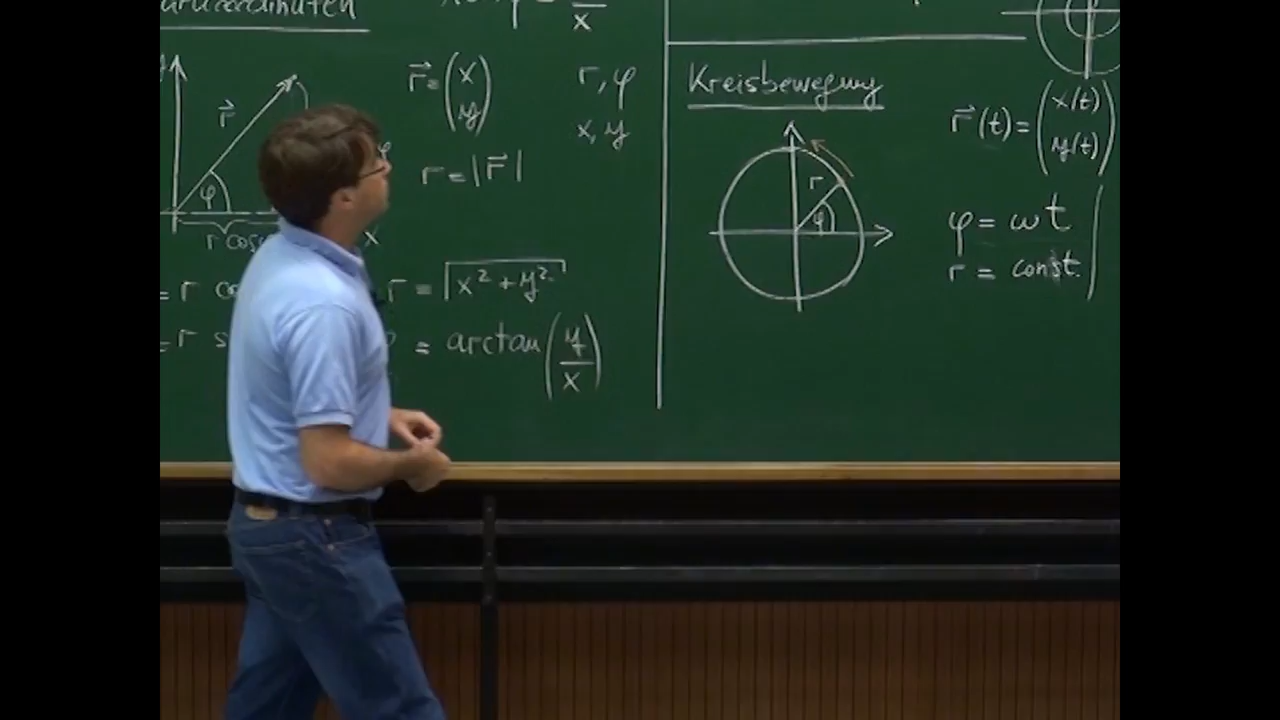 r⃗ = (x y)
r, φ
x, y
r⃗
r = |r⃗|
φ
x
r = √x² + y²
= arctan(y/x)
Kreisbewegung
r
φ
r⃗(t) = (x(t) y(t))
φ = ωt
r = const.